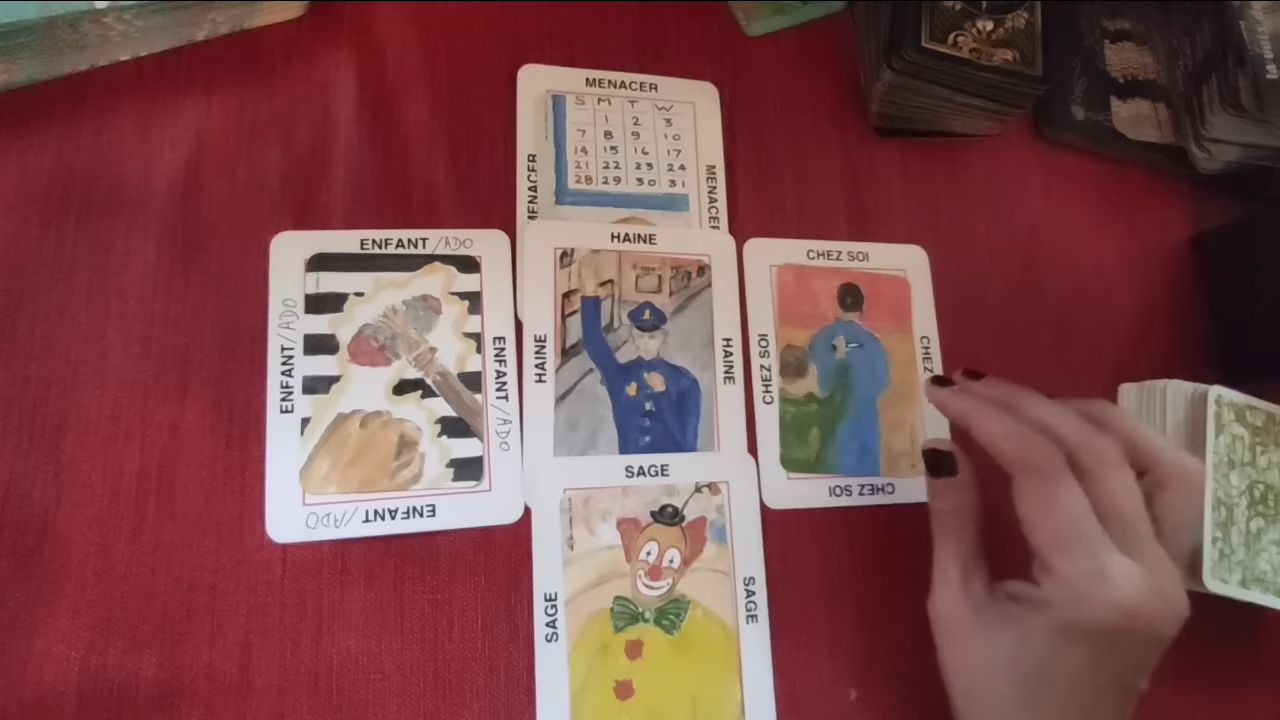 MENACER
S M T W
1 2 3
7 8 9 10
14 15 16 17
21 22 23 24
28 29 30 31
MENACER
MENACER
ENFANT/ADO
ENFANT/ADO
ENFANT/ADO
ENFANT/ADO
HAINE
HAINE
HAINE
CHEZ SOI
CHEZ SOI
CHEZ
CHEZ SOI
SAGE
SAGE
SAGE